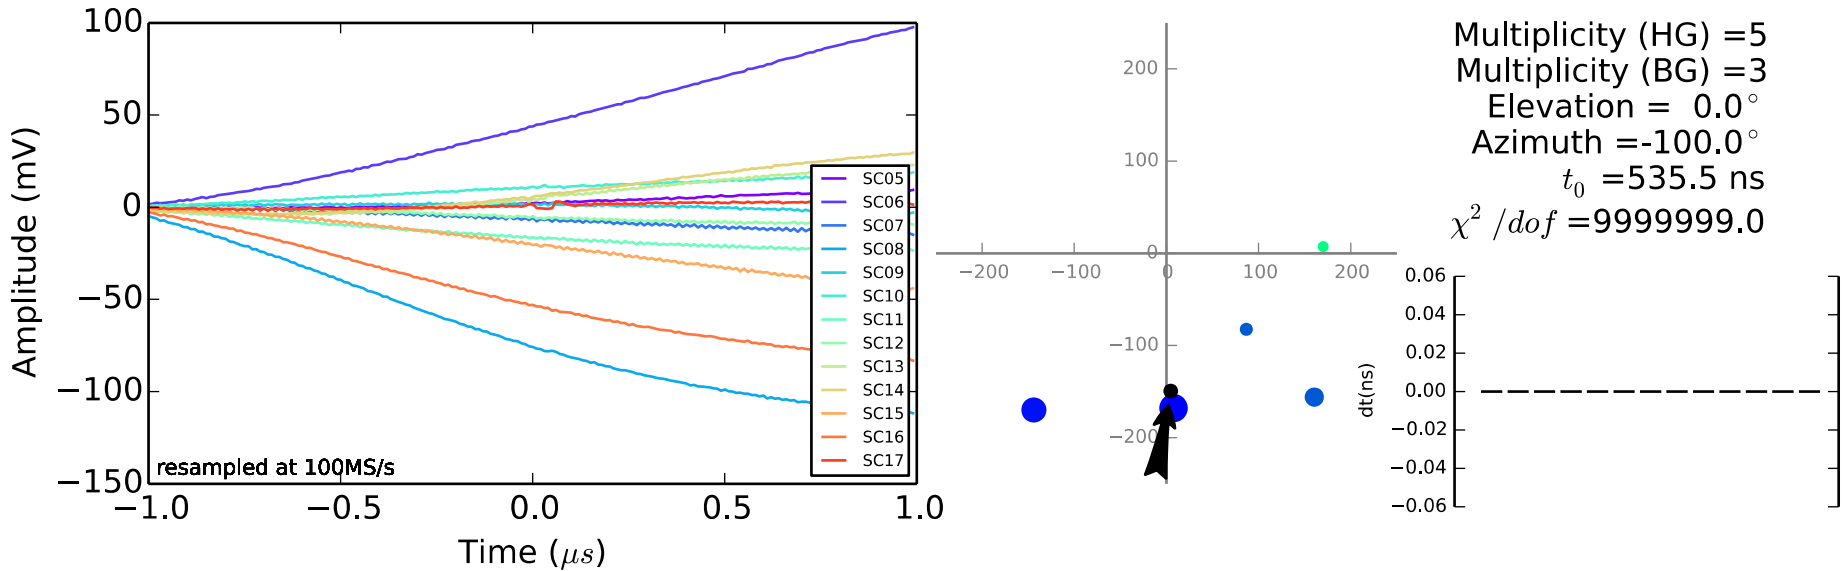 Amplitude (mV)
100
50
0
−50
−100
−150
−1.0
−0.5
0.0
0.5
1.0
Time (μs)
resampled at 100MS/s
SC05
SC06
SC07
SC08
SC09
SC10
SC11
SC12
SC13
SC14
SC15
SC16
SC17
200
100
0
−100
−200
−200
−100
0
100
200
Multiplicity (HG) =5
Multiplicity (BG) =3
Elevation = 0.0°
Azimuth =-100.0°
t₀ =535.5 ns
χ² /dof =9999999.0
dt(ns)
0.06
0.04
0.02
0.00
−0.02
−0.04
−0.06